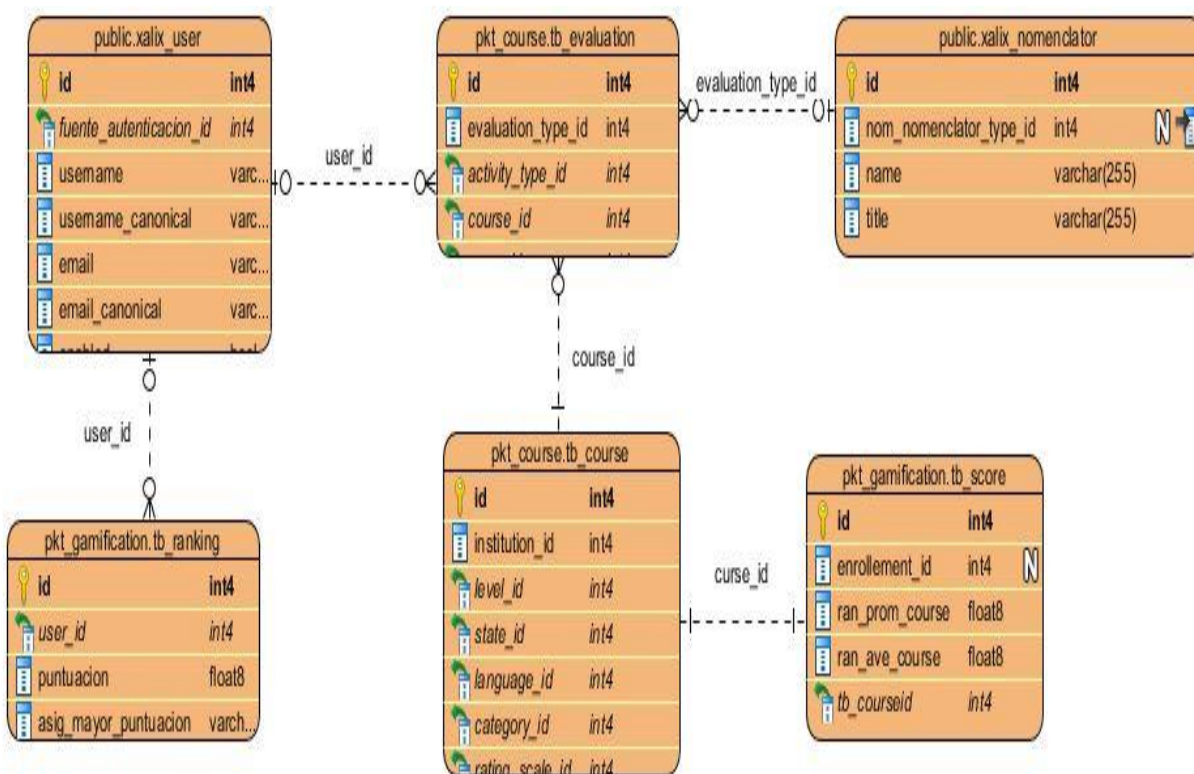 public.xalix_user
id int4
fuente_autenticacion_id int4
username varc...
username_canonical varc...
email varc...
email_canonical varc...
user_id
pkt_course.tb_evaluation
id int4
evaluation_type_id int4
activity_type_id int4
course_id int4
evaluation_type_id
public.xalix_nomenclator
id int4
nom_nomenclator_type_id int4 N
name varchar(255)
title varchar(255)
user_id
course_id
pkt_gamification.tb_ranking
id int4
user_id int4
puntuacion float8
asig_mayor_puntuacion varch...
pkt_course.tb_course
id int4
institution_id int4
level_id int4
state_id int4
language_id int4
category_id int4
rating_scale_id int4
curse_id
pkt_gamification.tb_score
id int4
enrollement_id int4 N
ran_prom_course float8
ran_ave_course float8
tb_courseid int4